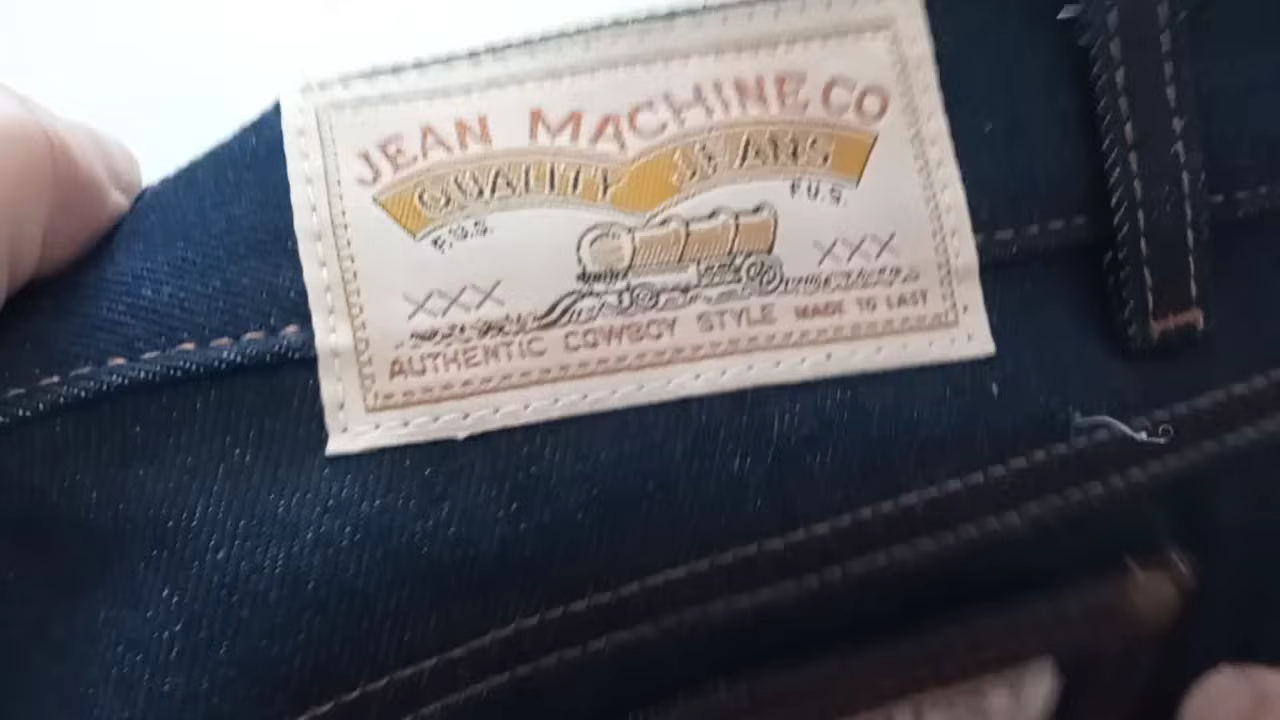 JEAN MACHINE CO
QUALITY JEANS
F.U.S. F.U.S.
XXX XXX
AUTHENTIC COWBOY STYLE MADE TO LAST